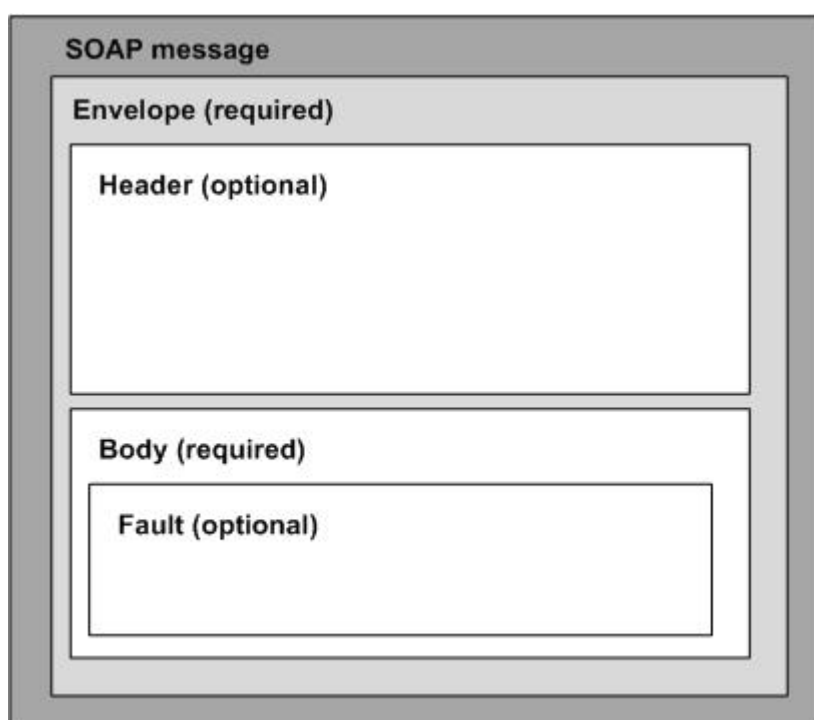 SOAP message
Envelope (required)
Header (optional)
Body (required)
Fault (optional)